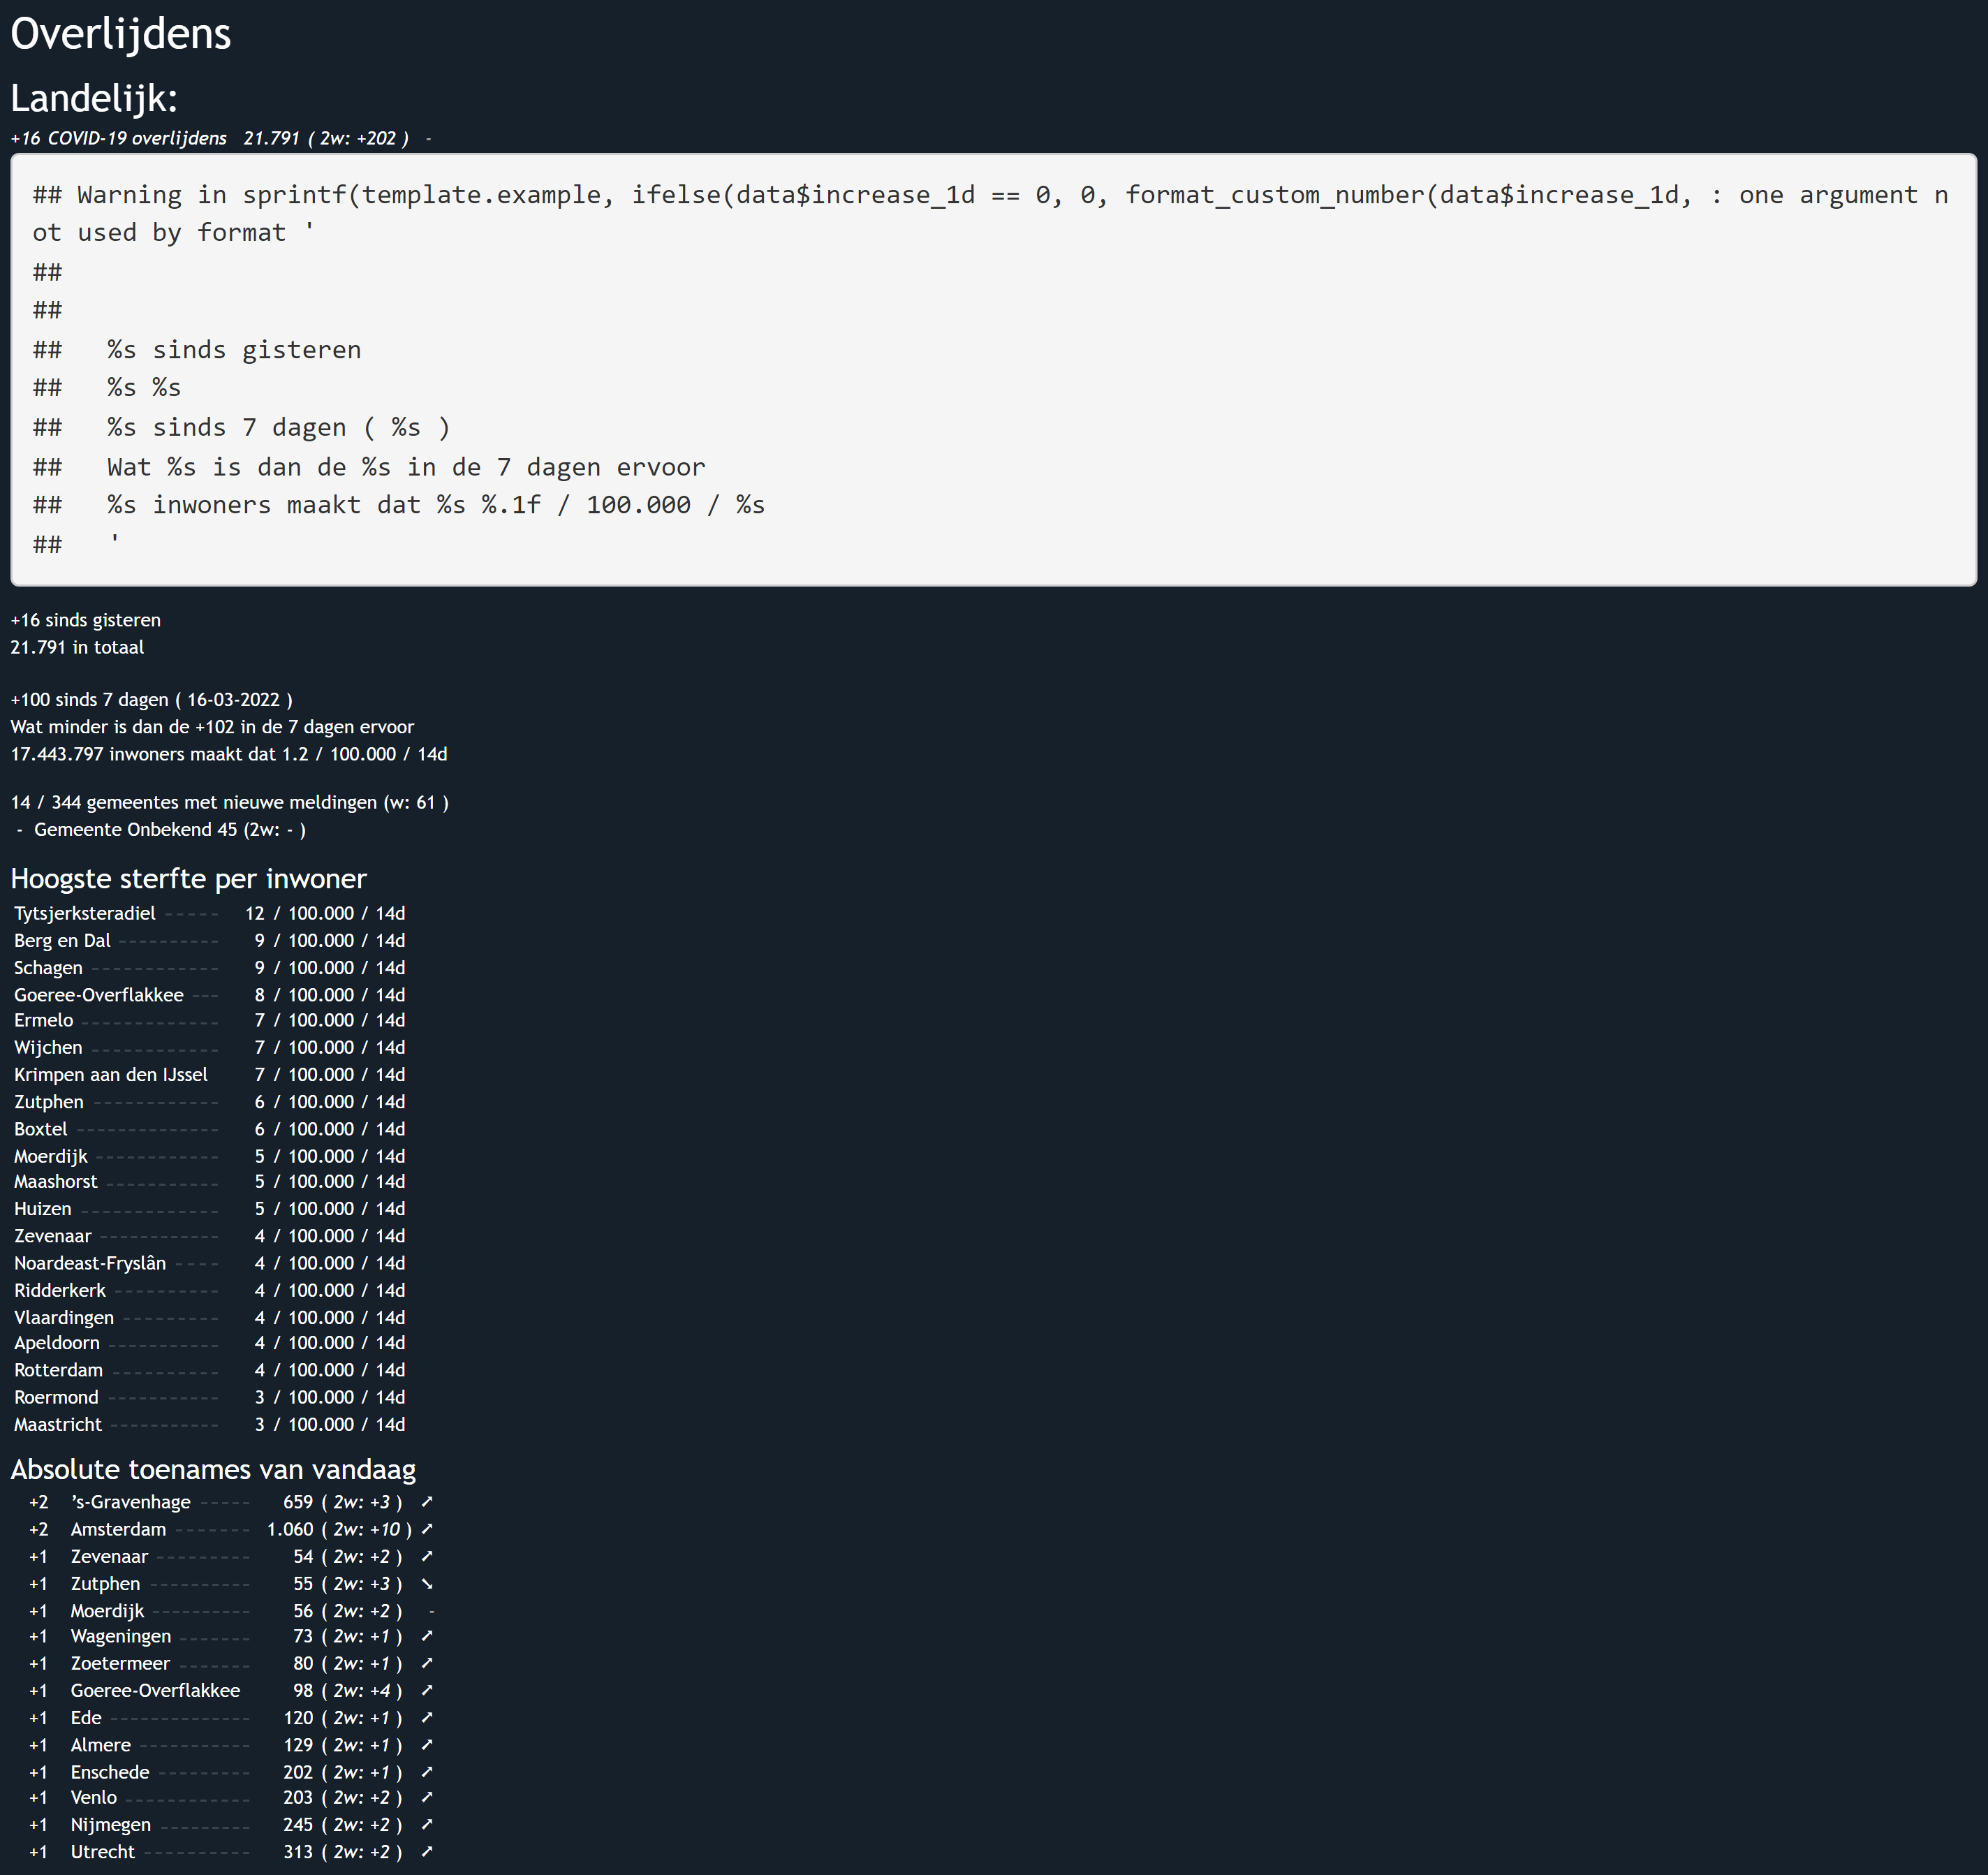 Overlijdens
Landelijk:
+16 COVID-19 overlijdens 21.791 ( 2w: +202 ) -
## Warning in sprintf(template.example, ifelse(data$increase_1d == 0, 0, format_custom_number(data$increase_1d, : one argument n
ot used by format '
##
##
## %s sinds gisteren
## %s %s
## %s sinds 7 dagen ( %s )
## Wat %s is dan de %s in de 7 dagen ervoor
## %s inwoners maakt dat %s %.1f / 100.000 / %s
## '
+16 sinds gisteren
21.791 in totaal
+100 sinds 7 dagen ( 16-03-2022 )
Wat minder is dan de +102 in de 7 dagen ervoor
17.443.797 inwoners maakt dat 1.2 / 100.000 / 14d
14 / 344 gemeentes met nieuwe meldingen (w: 61 )
- Gemeente Onbekend 45 (2w: - )
Hoogste sterfte per inwoner
Tytsjerksteradiel ----- 12 / 100.000 / 14d
Berg en Dal ---------- 9 / 100.000 / 14d
Schagen ------------ 9 / 100.000 / 14d
Goeree-Overflakkee --- 8 / 100.000 / 14d
Ermelo ------------- 7 / 100.000 / 14d
Wijchen ------------ 7 / 100.000 / 14d
Krimpen aan den IJssel 7 / 100.000 / 14d
Zutphen ------------ 6 / 100.000 / 14d
Boxtel ------------- 6 / 100.000 / 14d
Moerdijk ------------ 5 / 100.000 / 14d
Maashorst ----------- 5 / 100.000 / 14d
Huizen ------------- 5 / 100.000 / 14d
Zevenaar ----------- 4 / 100.000 / 14d
Noardeast-Fryslân ---- 4 / 100.000 / 14d
Ridderkerk ---------- 4 / 100.000 / 14d
Vlaardingen --------- 4 / 100.000 / 14d
Apeldoorn ----------- 4 / 100.000 / 14d
Rotterdam ---------- 4 / 100.000 / 14d
Roermond ----------- 3 / 100.000 / 14d
Maastricht ---------- 3 / 100.000 / 14d
Absolute toenames van vandaag
+2 ’s-Gravenhage ----- 659 ( 2w: +3 ) ➚
+2 Amsterdam ------- 1.060 ( 2w: +10 ) ➚
+1 Zevenaar --------- 54 ( 2w: +2 ) ➚
+1 Zutphen ---------- 55 ( 2w: +3 ) ➘
+1 Moerdijk ---------- 56 ( 2w: +2 ) -
+1 Wageningen ------- 73 ( 2w: +1 ) ➚
+1 Zoetermeer ------- 80 ( 2w: +1 ) ➚
+1 Goeree-Overflakkee 98 ( 2w: +4 ) ➚
+1 Ede ------------- 120 ( 2w: +1 ) ➚
+1 Almere ----------- 129 ( 2w: +1 ) ➚
+1 Enschede --------- 202 ( 2w: +1 ) ➚
+1 Venlo ------------ 203 ( 2w: +2 ) ➚
+1 Nijmegen --------- 245 ( 2w: +2 ) ➚
+1 Utrecht ---------- 313 ( 2w: +2 ) ➚